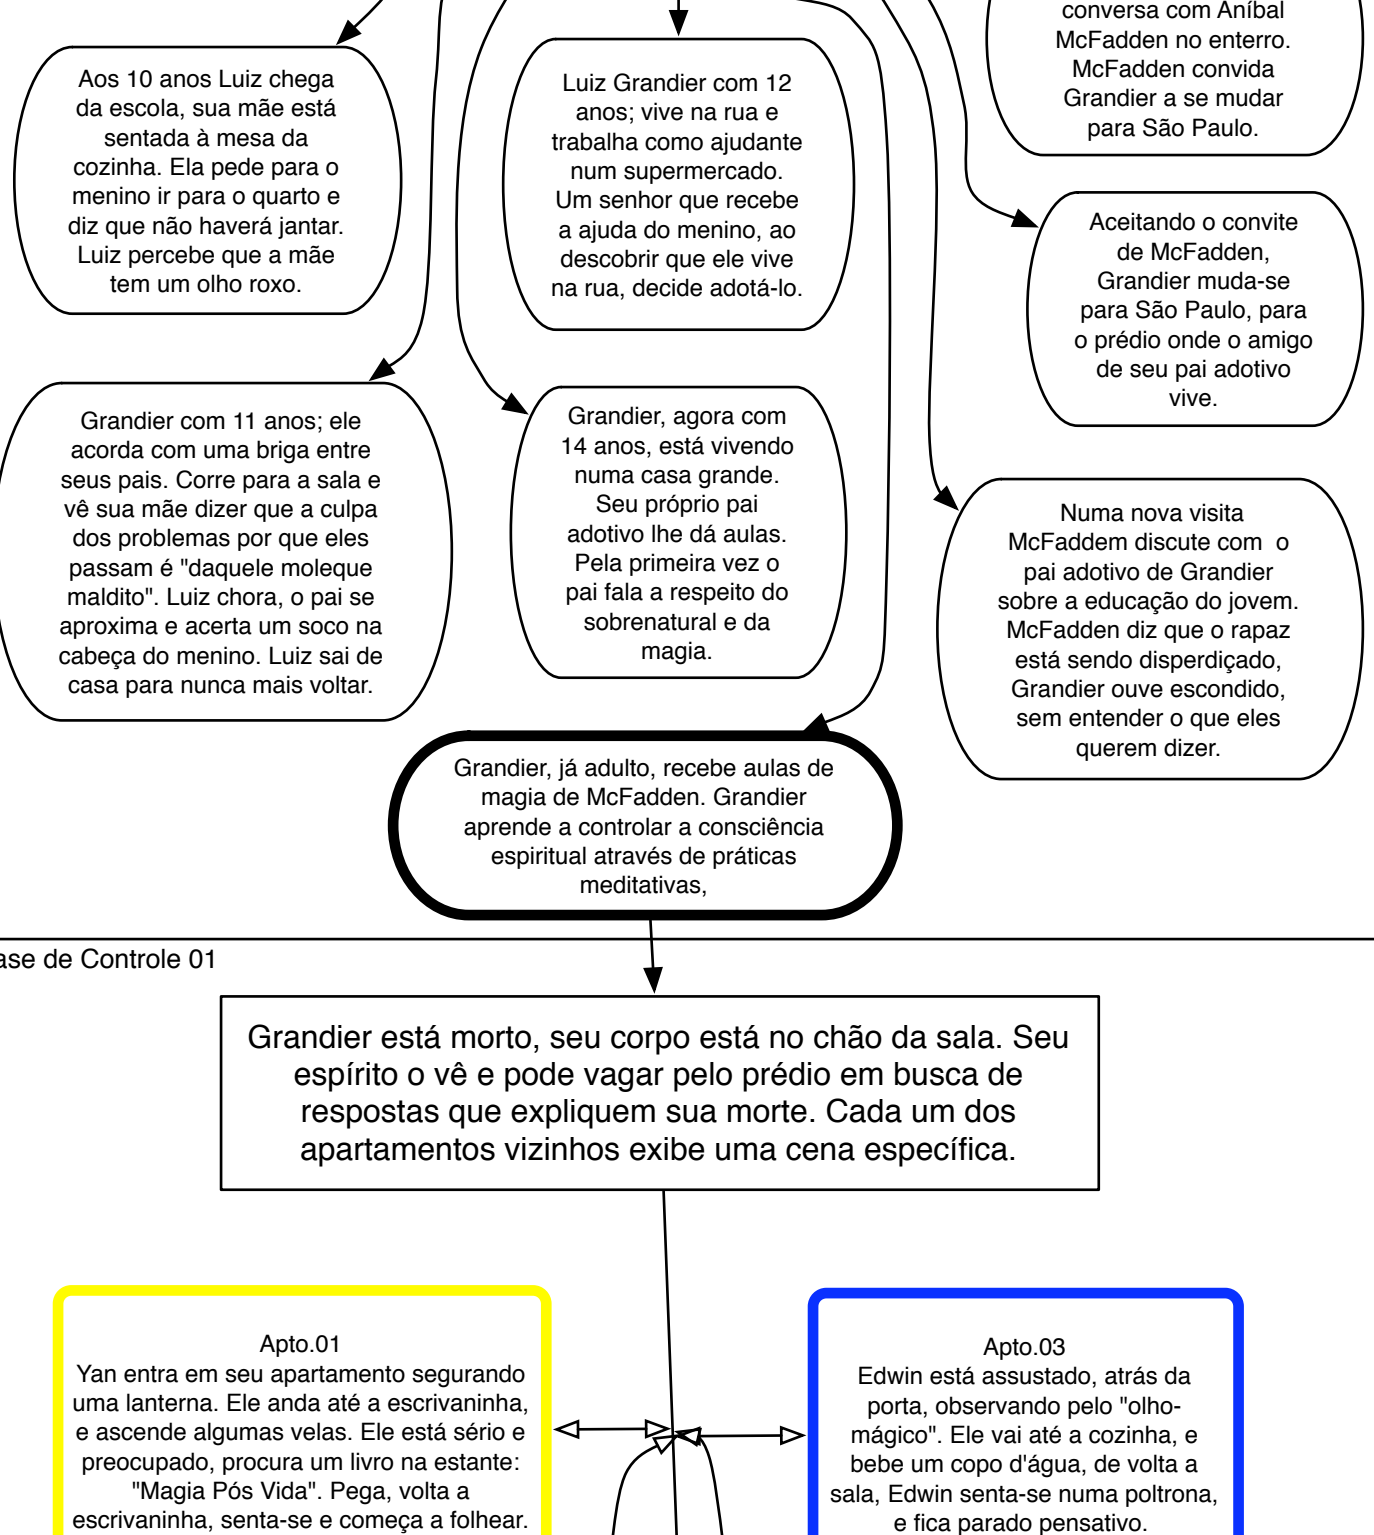 Aos 10 anos Luiz chega
da escola, sua mãe está
sentada à mesa da
cozinha. Ela pede para o
menino ir para o quarto e
diz que não haverá jantar.
Luiz percebe que a mãe
tem um olho roxo.
Luiz Grandier com 12
anos; vive na rua e
trabalha como ajudante
num supermercado.
Um senhor que recebe
a ajuda do menino, ao
descobrir que ele vive
na rua, decide adotá-lo.
conversa com Aníbal
McFadden no enterro.
McFadden convida
Grandier a se mudar
para São Paulo.
Aceitando o convite
de McFadden,
Grandier muda-se
para São Paulo, para
o prédio onde o amigo
de seu pai adotivo
vive.
Grandier com 11 anos; ele
acorda com uma briga entre
seus pais. Corre para a sala e
vê sua mãe dizer que a culpa
dos problemas por que eles
passam é "daquele moleque
maldito". Luiz chora, o pai se
aproxima e acerta um soco na
cabeça do menino. Luiz sai de
casa para nunca mais voltar.
Grandier, agora com
14 anos, está vivendo
numa casa grande.
Seu próprio pai
adotivo lhe dá aulas.
Pela primeira vez o
pai fala a respeito do
sobrenatural e da
magia.
Numa nova visita
McFaddem discute com  o
pai adotivo de Grandier
sobre a educação do jovem.
McFadden diz que o rapaz
está sendo disperdiçado,
Grandier ouve escondido,
sem entender o que eles
querem dizer.
Grandier, já adulto, recebe aulas de
magia de McFadden. Grandier
aprende a controlar a consciência
espiritual através de práticas
meditativas,
ase de Controle 01
Grandier está morto, seu corpo está no chão da sala. Seu
espírito o vê e pode vagar pelo prédio em busca de
respostas que expliquem sua morte. Cada um dos
apartamentos vizinhos exibe uma cena específica.
Apto.01
Yan entra em seu apartamento segurando
uma lanterna. Ele anda até a escrivaninha,
e ascende algumas velas. Ele está sério e
preocupado, procura um livro na estante:
"Magia Pós Vida". Pega, volta a
escrivaninha, senta-se e começa a folhear.
Apto.03
Edwin está assustado, atrás da
porta, observando pelo "olho-
mágico". Ele vai até a cozinha, e
bebe um copo d'água, de volta a
sala, Edwin senta-se numa poltrona,
e fica parado pensativo.